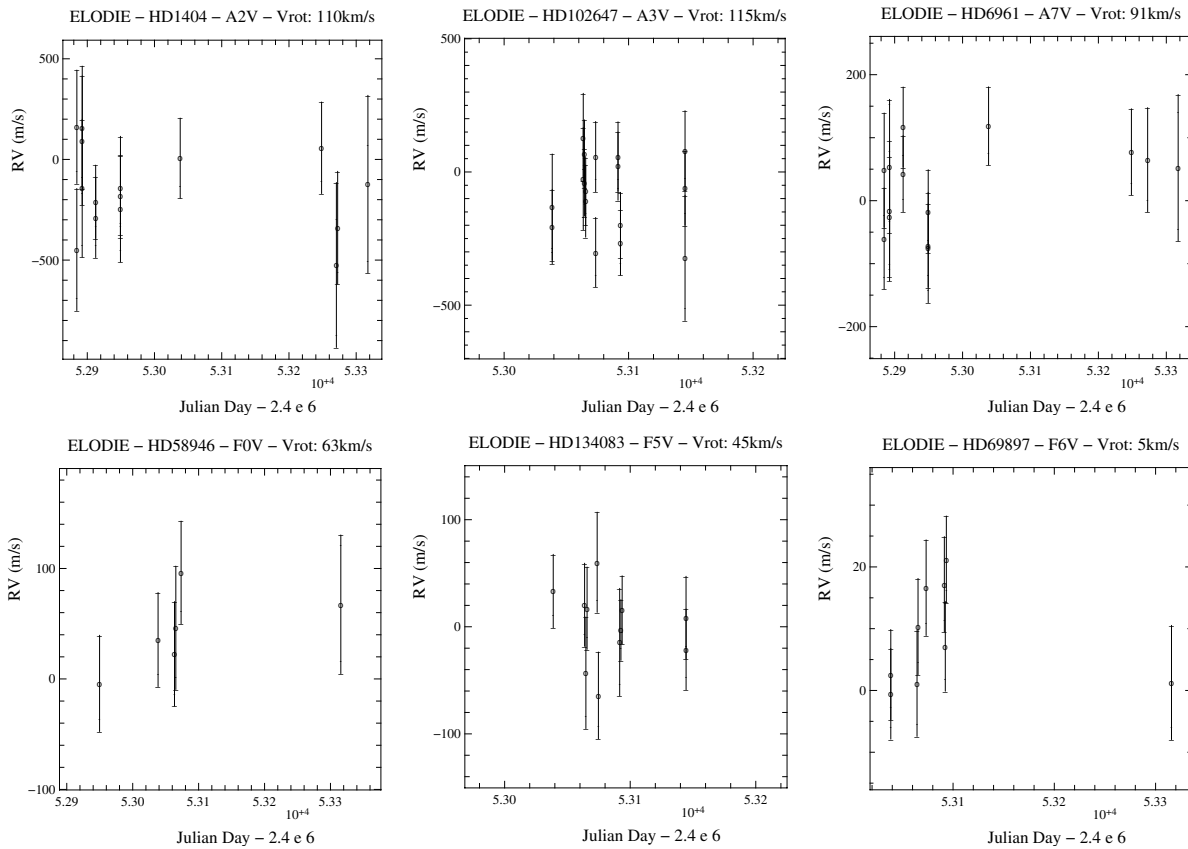 ELODIE – HD1404 – A2V – Vrot: 110km/s
500
0
−500
RV (m/s)
5.29 5.30 5.31 5.32 5.33
10+4
Julian Day – 2.4 e 6
ELODIE – HD102647 – A3V – Vrot: 115km/s
500
0
−500
RV (m/s)
5.30 5.31 5.32
10+4
Julian Day – 2.4 e 6
ELODIE – HD6961 – A7V – Vrot: 91km/s
200
0
−200
RV (m/s)
5.29 5.30 5.31 5.32 5.33
10+4
Julian Day – 2.4 e 6
ELODIE – HD58946 – F0V – Vrot: 63km/s
100
0
−100
RV (m/s)
5.29 5.30 5.31 5.32 5.33
10+4
Julian Day – 2.4 e 6
ELODIE – HD134083 – F5V – Vrot: 45km/s
100
0
−100
RV (m/s)
5.30 5.31 5.32
10+4
Julian Day – 2.4 e 6
ELODIE – HD69897 – F6V – Vrot: 5km/s
20
0
RV (m/s)
5.31 5.32 5.33
10+4
Julian Day – 2.4 e 6